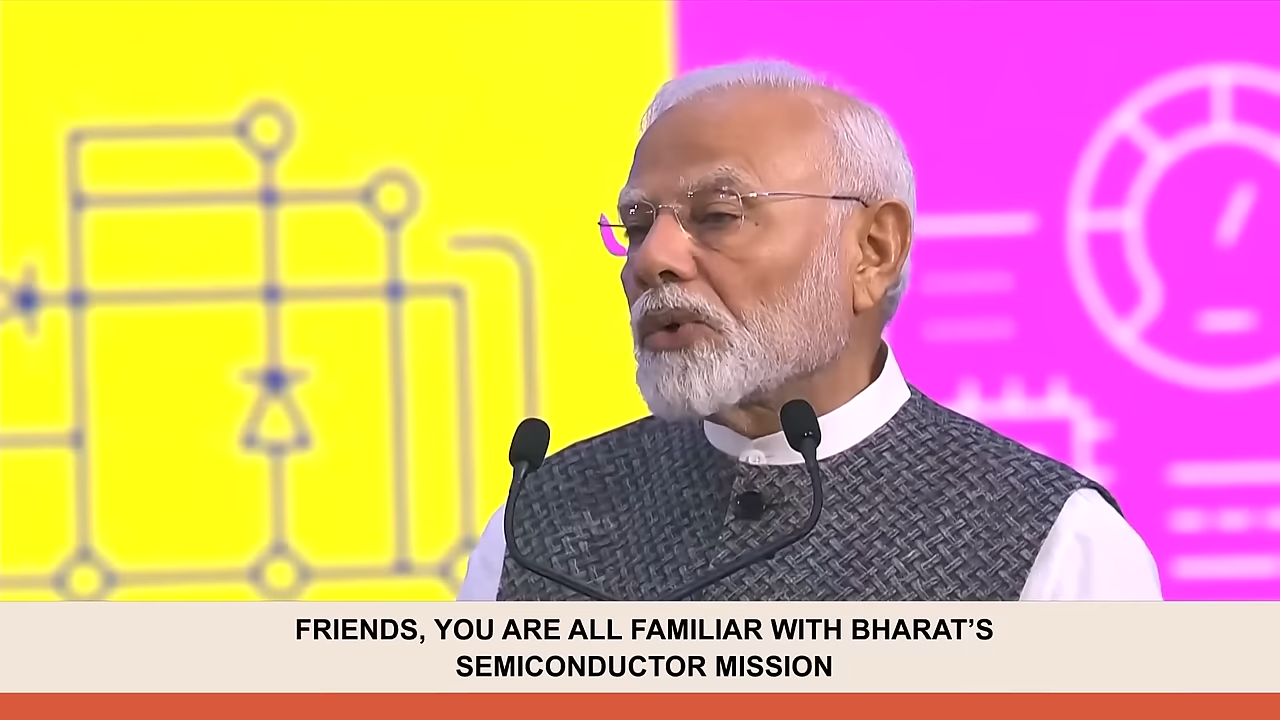 FRIENDS, YOU ARE ALL FAMILIAR WITH BHARAT’S
SEMICONDUCTOR MISSION